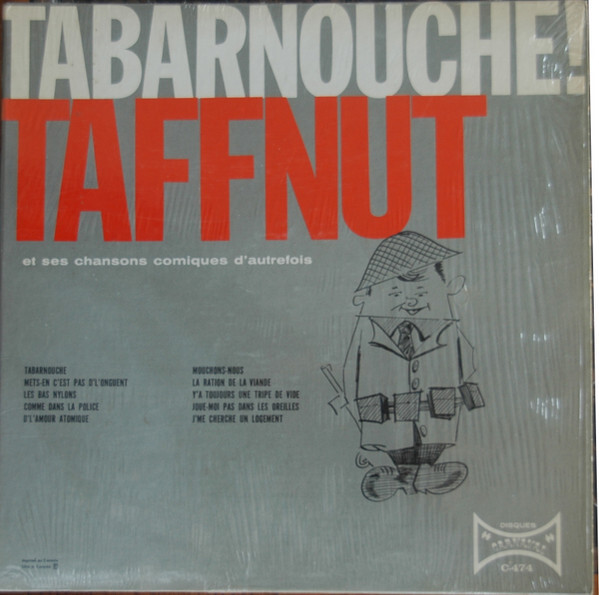 TABARNOUCHE!
TAFFNUT
et ses chansons comiques d'autrefois
TABARNOUCHE
METS-EN C'EST PAS D'L'ONGUENT
LES BAS NYLONS
COMME DANS LA POLICE
D'L'AMOUR ATOMIQUE
MOUCHONS-NOUS
LA RATION DE LA VIANDE
Y'A TOUJOURS UNE TRIPE DE VIDE
JOUE-MOI PAS DANS LES OREILLES
J'ME CHERCHE UN LOGEMENT
DISQUES
CARNAVAL
C-474